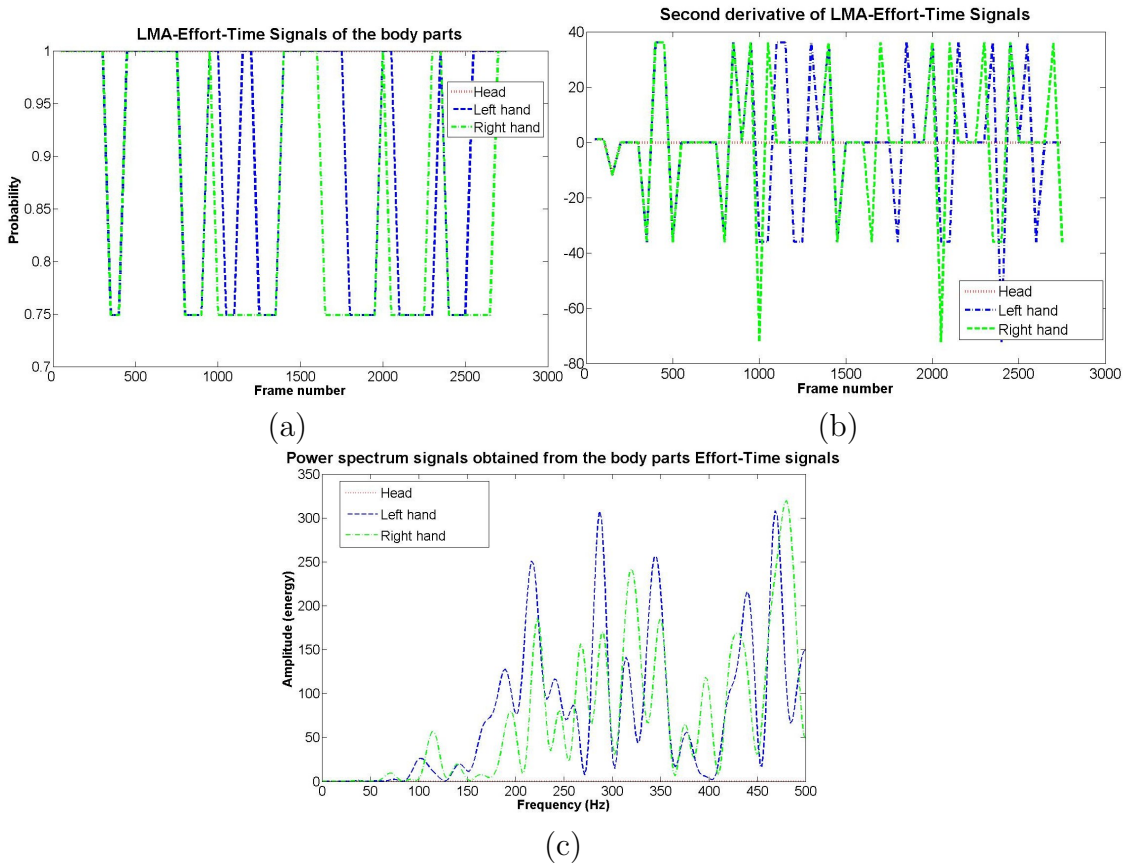 LMA-Effort-Time Signals of the body parts
1
0.95
0.9
0.85
0.8
0.75
0.7
Probability
0
500
1000
1500
2000
2500
3000
Frame number
Head
Left hand
Right hand
(a)
Second derivative of LMA-Effort-Time Signals
40
20
0
-20
-40
-60
-80
0
500
1000
1500
2000
2500
3000
Frame number
Head
Left hand
Right hand
(b)
Power spectrum signals obtained from the body parts Effort-Time signals
350
300
250
200
150
100
50
0
Amplitude (energy)
0
50
100
150
200
250
300
350
400
450
500
Frequency (Hz)
Head
Left hand
Right hand
(c)